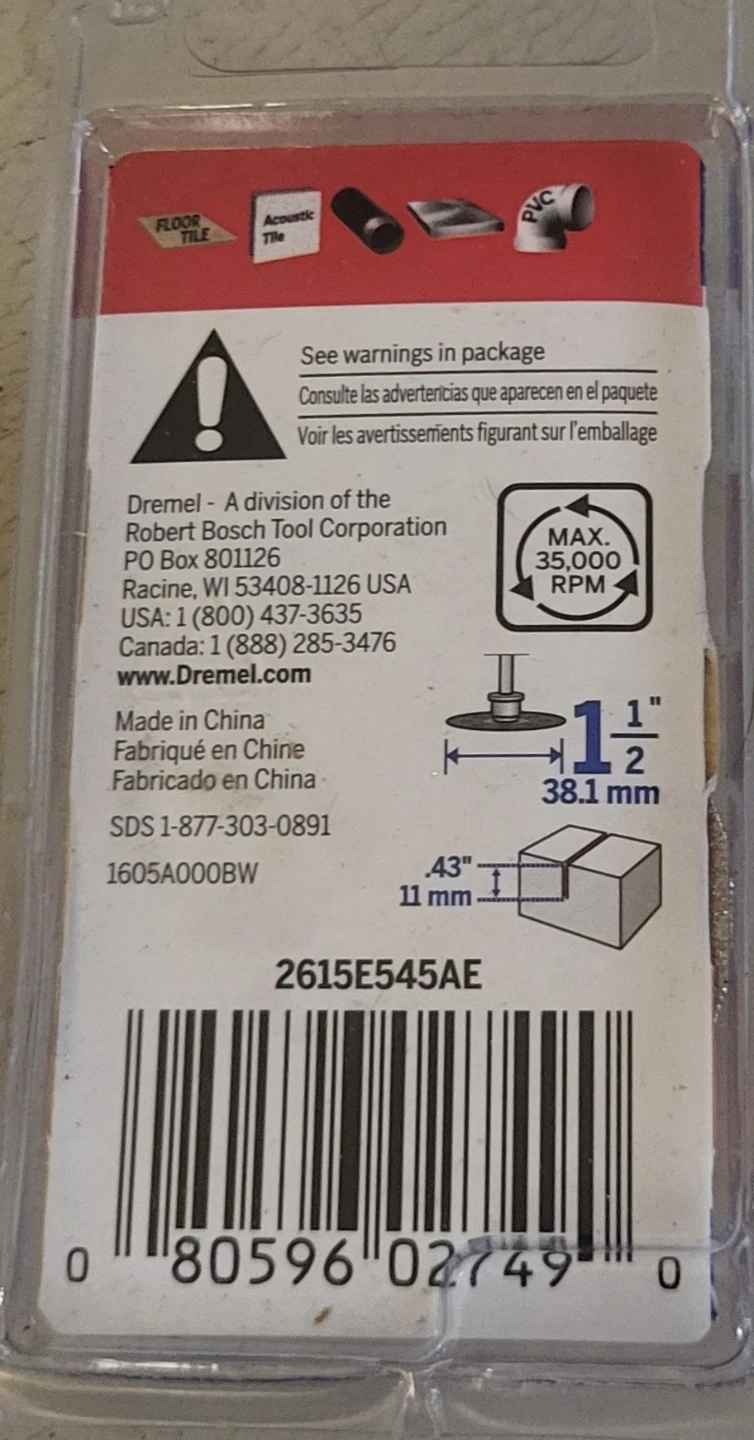 FLOOR
TILE
Acoustic
Tile
PVC
See warnings in package
Consulte las advertencias que aparecen en el paquete
Voir les avertissements figurant sur l'emballage
Dremel - A division of the
Robert Bosch Tool Corporation
PO Box 801126
Racine, WI 53408-1126 USA
USA: 1 (800) 437-3635
Canada: 1 (888) 285-3476
www.Dremel.com
MAX.
35,000
RPM
Made in China
Fabriqué en Chine
Fabricado en China
1 1/2"
38.1 mm
SDS 1-877-303-0891
1605A000BW
.43"
11 mm
2615E545AE
0 80596 02749 0